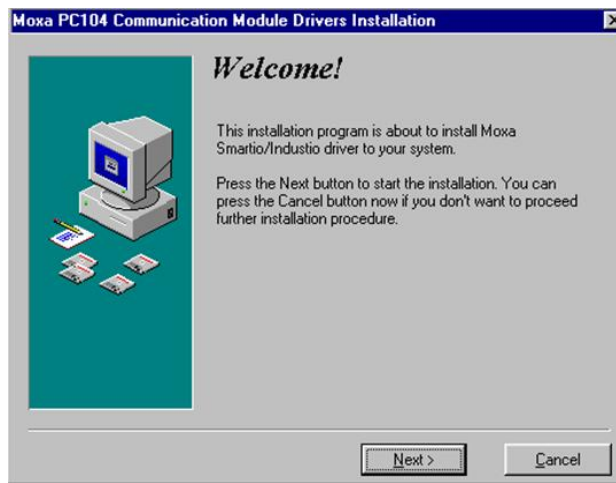 Moxa PC104 Communication Module Drivers Installation
Welcome!
This installation program is about to install Moxa
Smartio/Industio driver to your system.
Press the Next button to start the installation. You can
press the Cancel button now if you don't want to proceed
further installation procedure.
Next >
Cancel